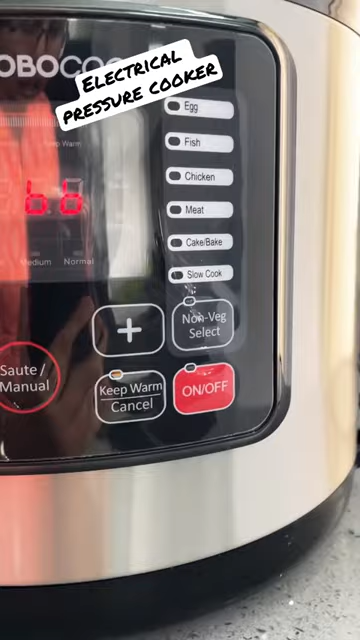 OBOCOO
ELECTRICAL
PRESSURE COOKER
Egg
Keep Warm
Fish
Chicken
Meat
Cake/Bake
Medium
Normal
Slow Cook
+
Non-Veg
Select
Saute /
Manual
Keep Warm
Cancel
ON/OFF